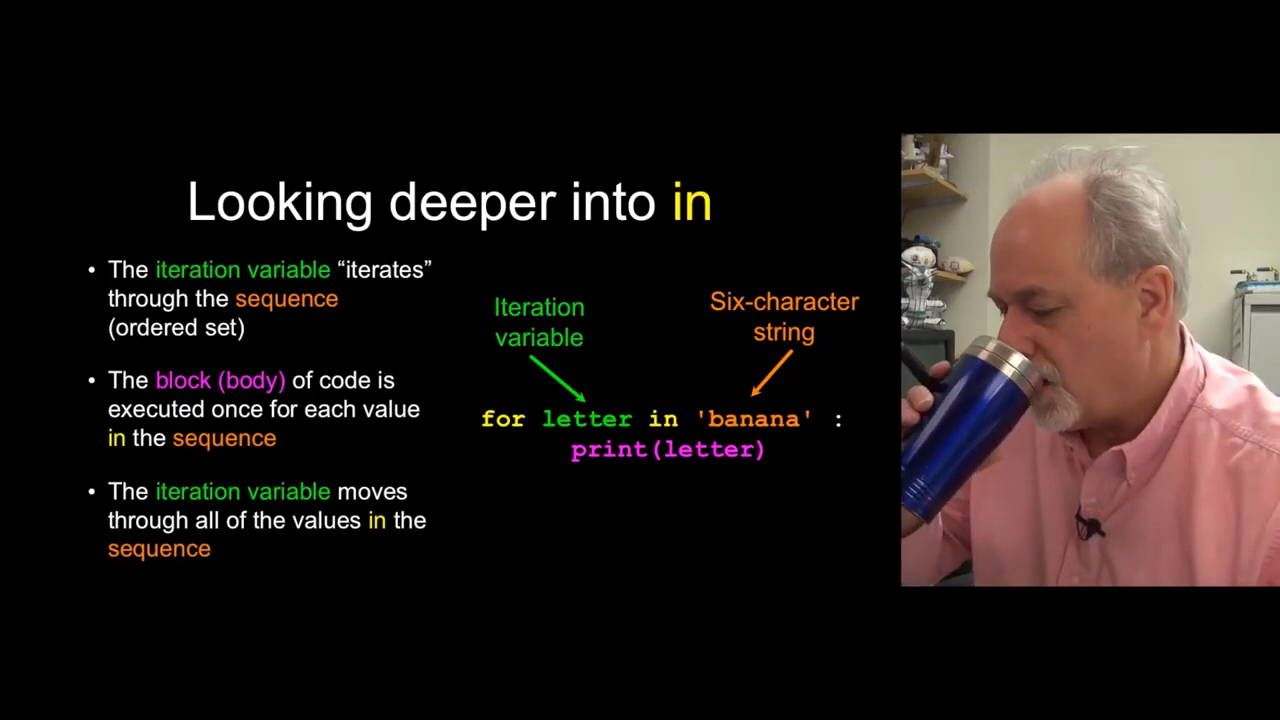 Looking deeper into in
• The iteration variable “iterates”
through the sequence
(ordered set)
• The block (body) of code is
executed once for each value
in the sequence
• The iteration variable moves
through all of the values in the
sequence
Iteration
variable
Six-character
string
for letter in 'banana' :
print(letter)